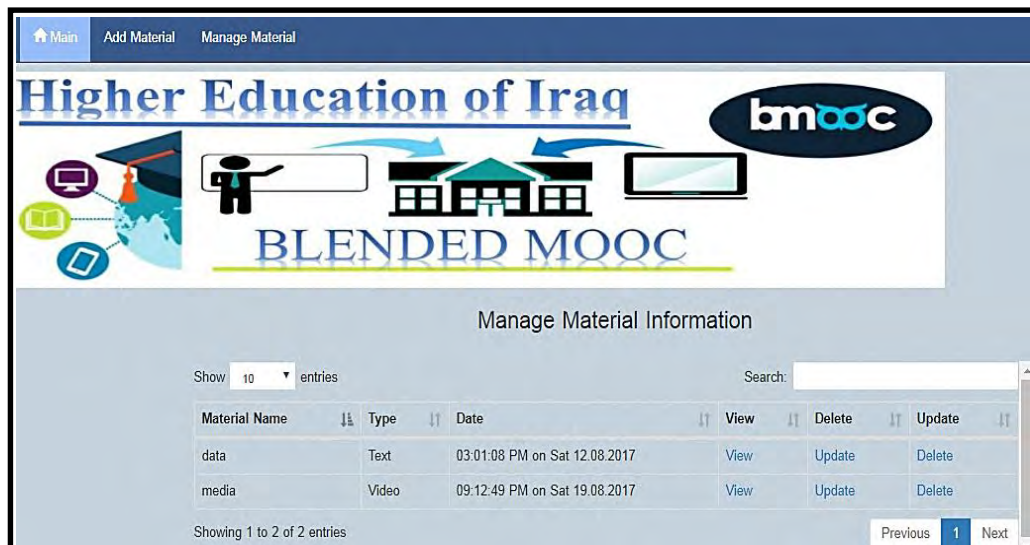 Main Add Material Manage Material
Higher Education of Iraq
bmooc
BLENDED MOOC
Manage Material Information
Show 10 entries Search:
Material Name Type Date View Delete Update
data Text 03:01:08 PM on Sat 12.08.2017 View Update Delete
media Video 09:12:49 PM on Sat 19.08.2017 View Update Delete
Showing 1 to 2 of 2 entries Previous 1 Next